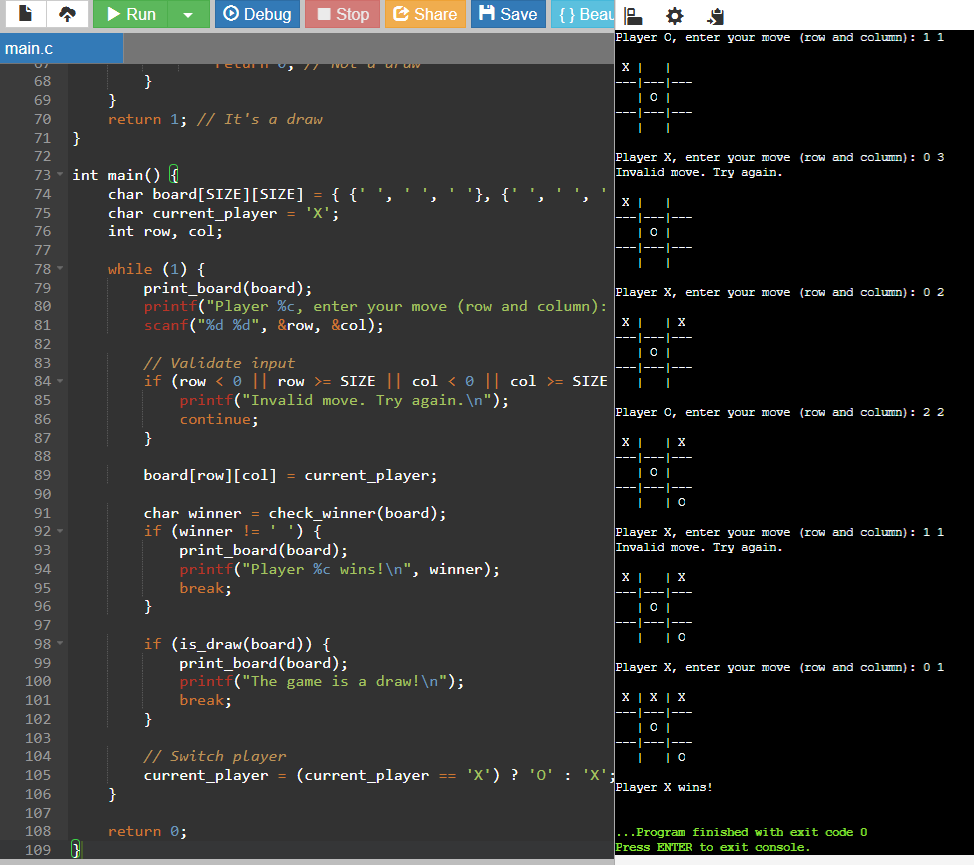 Run Debug Stop Share Save { } Beau
main.c
67 return 0; // Not a draw
68 }
69 }
70 return 1; // It's a draw
71 }
72
73 int main() {
74 char board[SIZE][SIZE] = { {' ', ' ', ' '}, {' ', ' ', '
75 char current_player = 'X';
76 int row, col;
77
78 while (1) {
79 print_board(board);
80 printf("Player %c, enter your move (row and column):
81 scanf("%d %d", &row, &col);
82
83 // Validate input
84 if (row < 0 || row >= SIZE || col < 0 || col >= SIZE
85 printf("Invalid move. Try again.\n");
86 continue;
87 }
88
89 board[row][col] = current_player;
90
91 char winner = check_winner(board);
92 if (winner != ' ') {
93 print_board(board);
94 printf("Player %c wins!\n", winner);
95 break;
96 }
97
98 if (is_draw(board)) {
99 print_board(board);
100 printf("The game is a draw!\n");
101 break;
102 }
103
104 // Switch player
105 current_player = (current_player == 'X') ? 'O' : 'X';
106 }
107
108 return 0;
109 }
Player O, enter your move (row and column): 1 1
X | |
---|---|---
| O |
---|---|---
| |
Player X, enter your move (row and column): 0 3
Invalid move. Try again.
X | |
---|---|---
| O |
---|---|---
| |
Player X, enter your move (row and column): 0 2
X | | X
---|---|---
| O |
---|---|---
| |
Player O, enter your move (row and column): 2 2
X | | X
---|---|---
| O |
---|---|---
| | O
Player X, enter your move (row and column): 1 1
Invalid move. Try again.
X | | X
---|---|---
| O |
---|---|---
| | O
Player X, enter your move (row and column): 0 1
X | X | X
---|---|---
| O |
---|---|---
| | O
Player X wins!
...Program finished with exit code 0
Press ENTER to exit console.